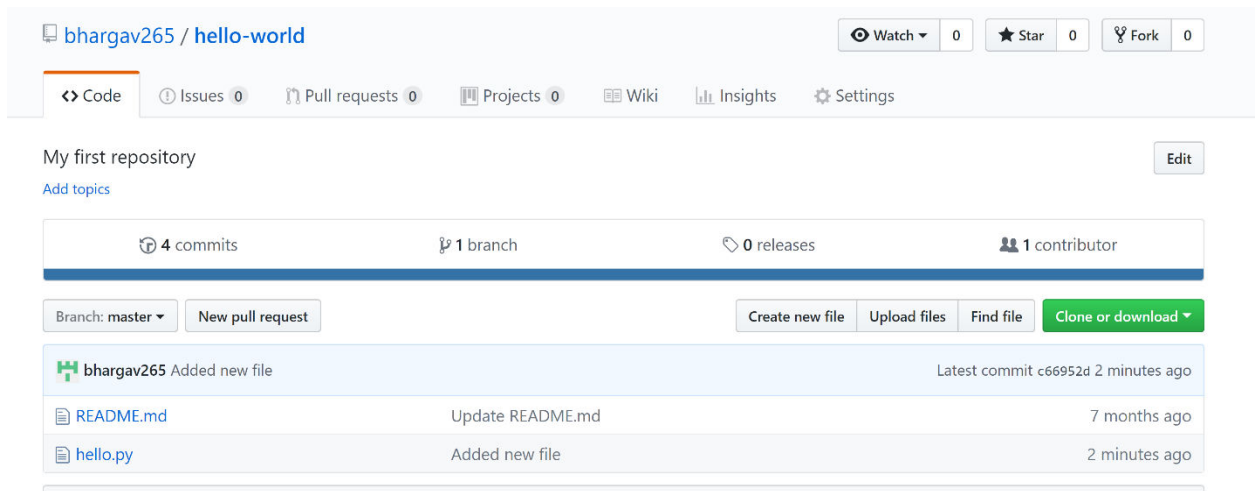 bhargav265 / hello-world Watch 0 Star 0 Fork 0
Code Issues 0 Pull requests 0 Projects 0 Wiki Insights Settings
My first repository Edit
Add topics
4 commits 1 branch 0 releases 1 contributor
Branch: master New pull request Create new file Upload files Find file Clone or download
bhargav265 Added new file Latest commit c66952d 2 minutes ago
README.md Update README.md 7 months ago
hello.py Added new file 2 minutes ago